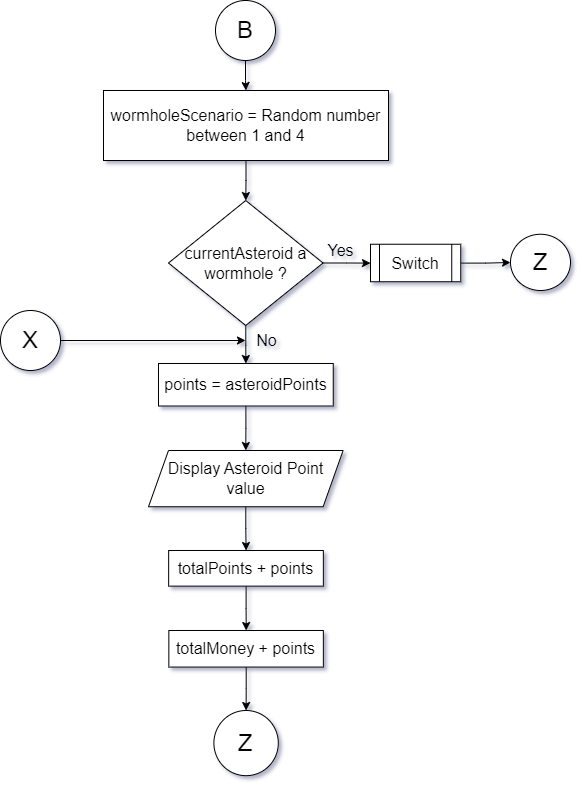 B
wormholeScenario = Random number
between 1 and 4
currentAsteroid a
wormhole ?
Yes
Switch
Z
X
No
points = asteroidPoints
Display Asteroid Point
value
totalPoints + points
totalMoney + points
Z